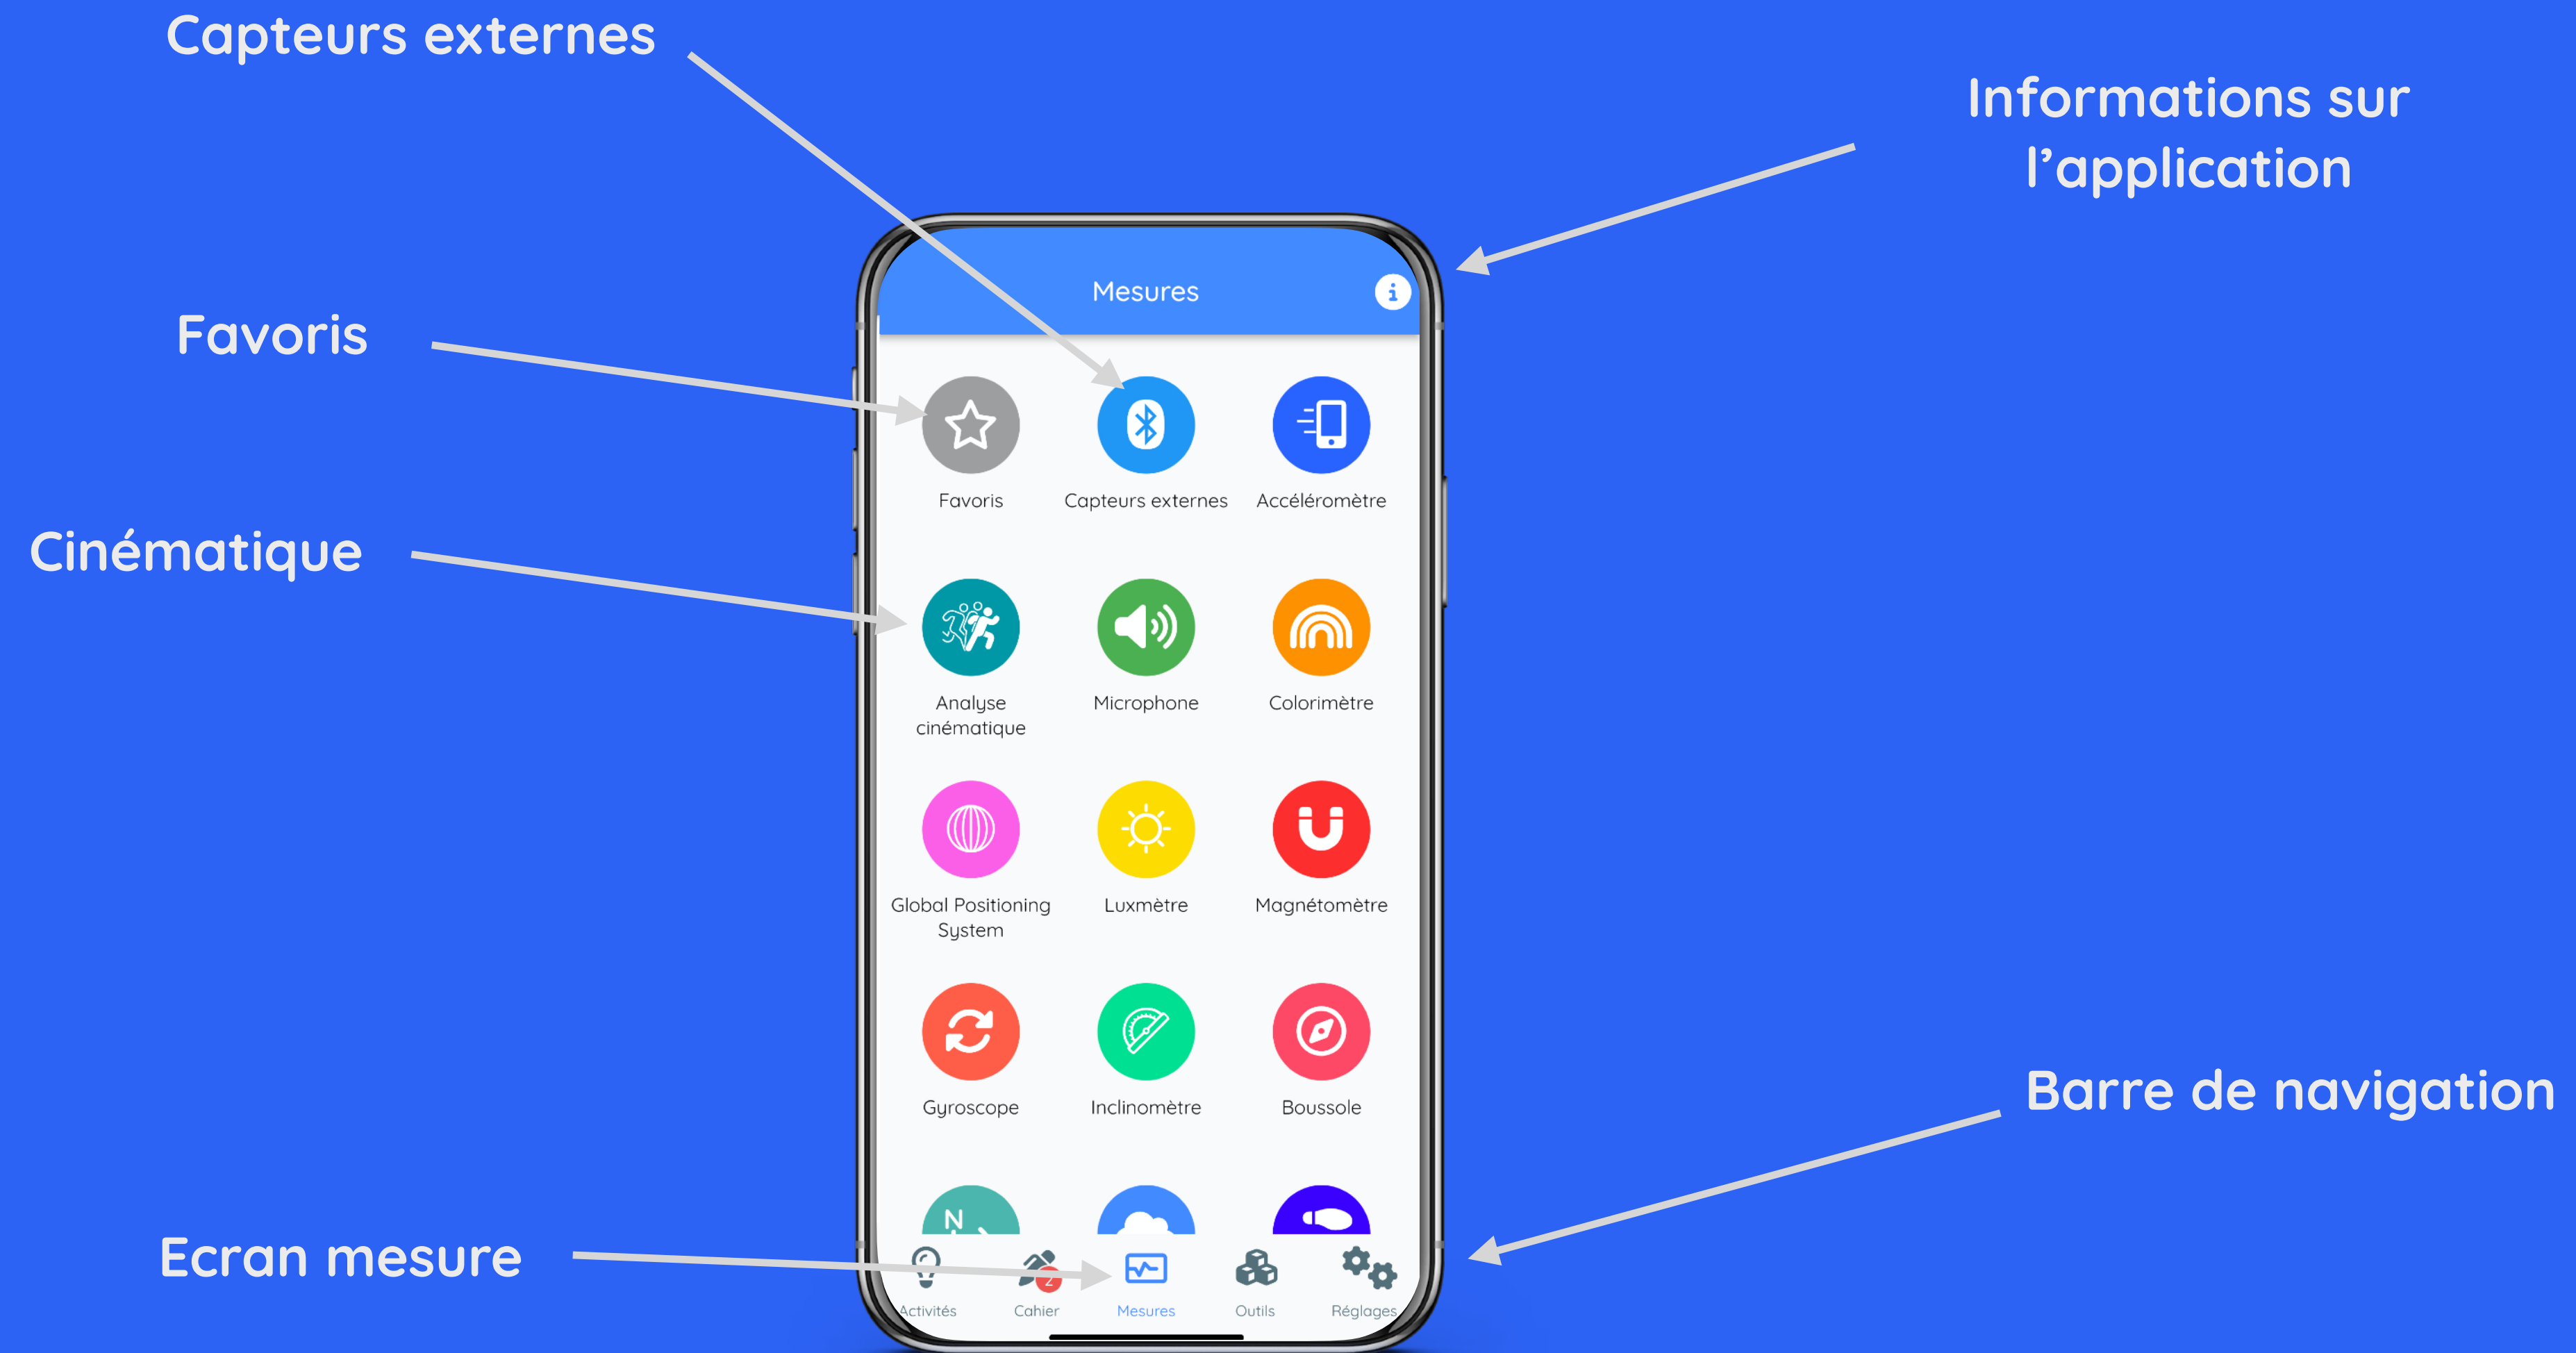 Capteurs externes
Informations sur
l’application
Mesures
Favoris
Favoris
Capteurs externes
Accéléromètre
Cinématique
Analyse
cinématique
Microphone
Colorimètre
Global Positioning
System
Luxmètre
Magnétomètre
Gyroscope
Inclinomètre
Boussole
Barre de navigation
N
Ecran mesure
2
Activités
Cahier
Mesures
Outils
Réglages